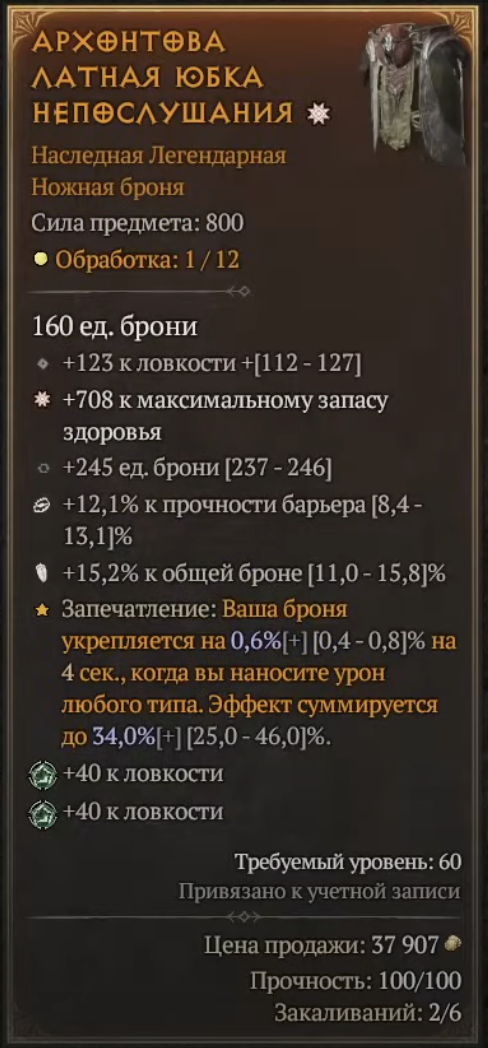 АРХОНТОВА
ЛАТНАЯ ЮБКА
НЕПОСЛУШАНИЯ
Наследная Легендарная
Ножная броня
Сила предмета: 800
Обработка: 1 / 12
160 ед. брони
+123 к ловкости +[112 - 127]
+708 к максимальному запасу
здоровья
+245 ед. брони [237 - 246]
+12,1% к прочности барьера [8,4 -
13,1]%
+15,2% к общей броне [11,0 - 15,8]%
Запечатление: Ваша броня
укрепляется на 0,6%[+] [0,4 - 0,8]% на
4 сек., когда вы наносите урон
любого типа. Эффект суммируется
до 34,0%[+] [25,0 - 46,0]%.
+40 к ловкости
+40 к ловкости
Требуемый уровень: 60
Привязано к учетной записи
Цена продажи: 37 907
Прочность: 100/100
Закаливаний: 2/6